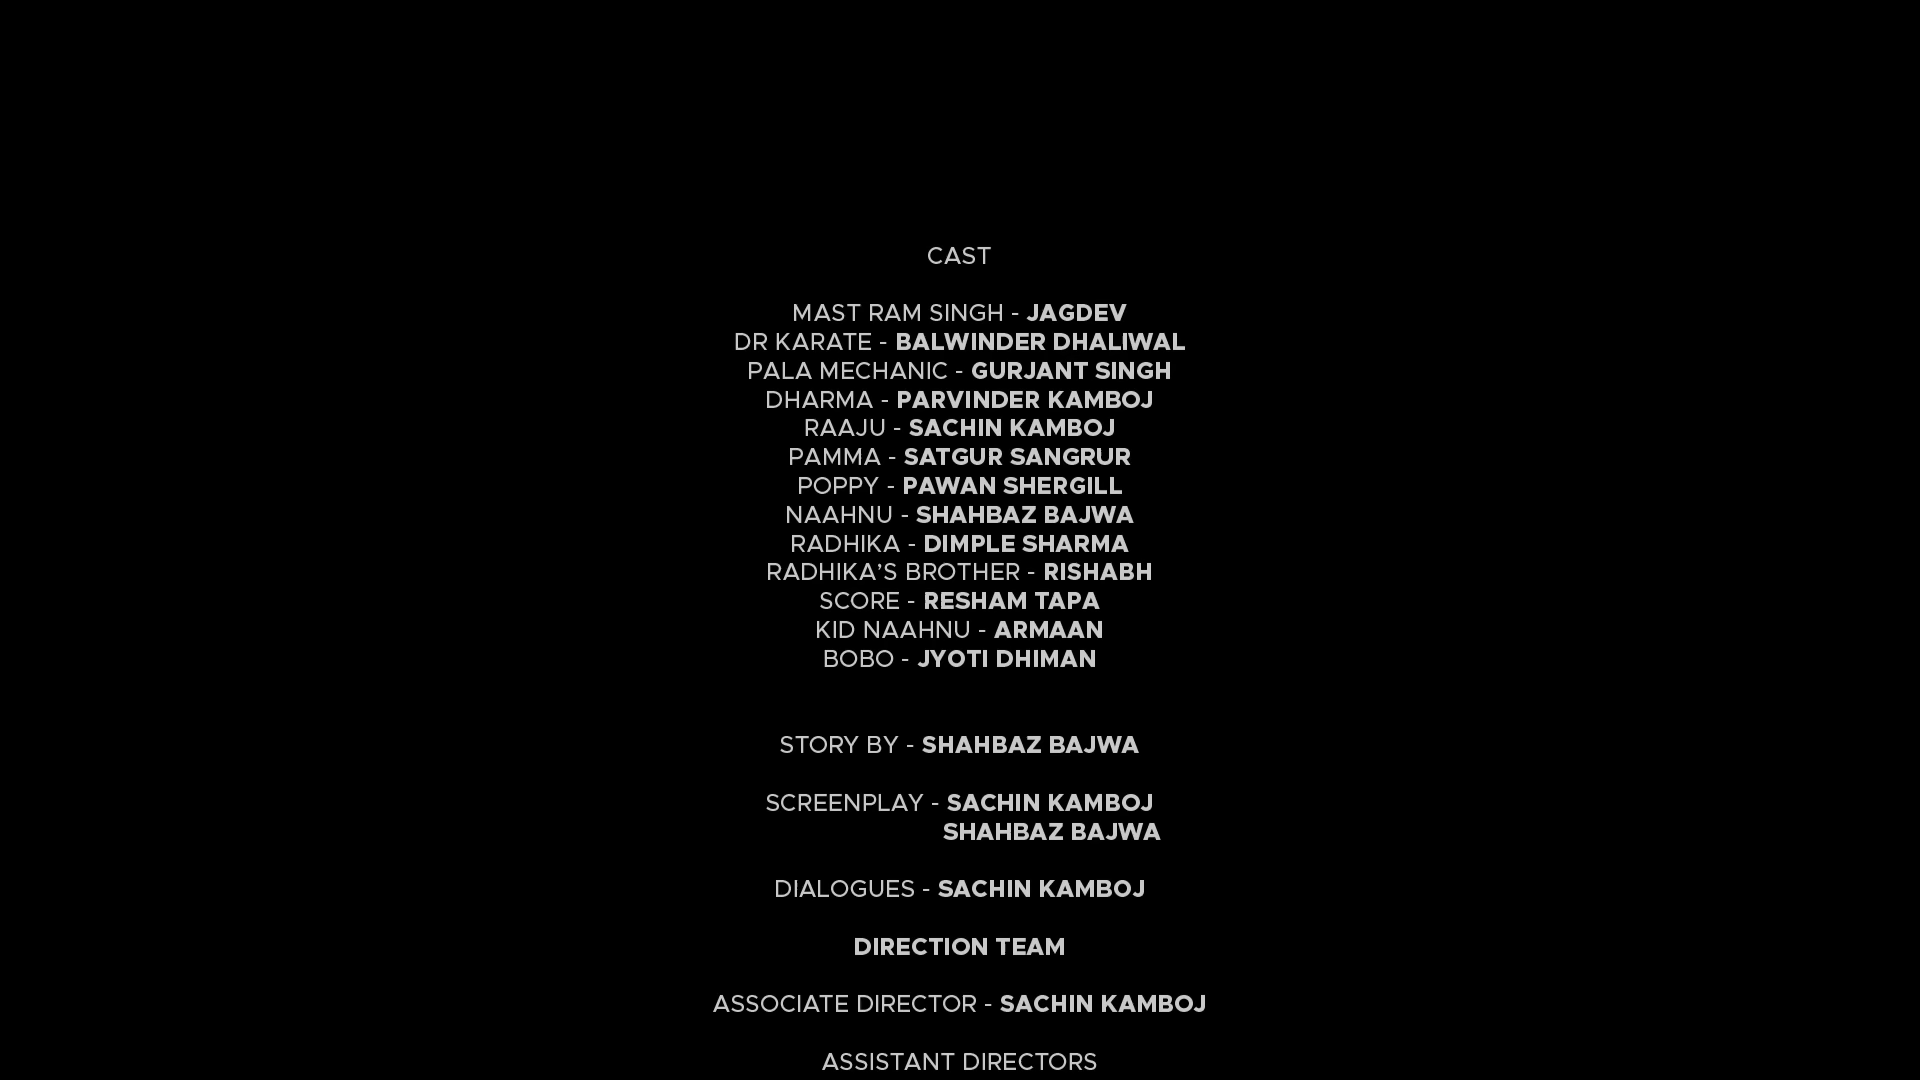 CAST
MAST RAM SINGH - JAGDEV
DR KARATE - BALWINDER DHALIWAL
PALA MECHANIC - GURJANT SINGH
DHARMA - PARVINDER KAMBOJ
RAAJU - SACHIN KAMBOJ
PAMMA - SATGUR SANGRUR
POPPY - PAWAN SHERGILL
NAAHNU - SHAHBAZ BAJWA
RADHIKA - DIMPLE SHARMA
RADHIKA’S BROTHER - RISHABH
SCORE - RESHAM TAPA
KID NAAHNU - ARMAAN
BOBO - JYOTI DHIMAN
STORY BY - SHAHBAZ BAJWA
SCREENPLAY - SACHIN KAMBOJ
SHAHBAZ BAJWA
DIALOGUES - SACHIN KAMBOJ
DIRECTION TEAM
ASSOCIATE DIRECTOR - SACHIN KAMBOJ
ASSISTANT DIRECTORS